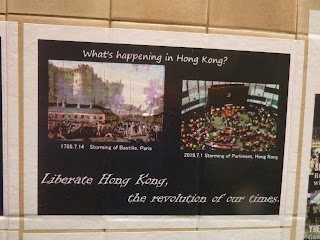 What's happening in Hong Kong?
1789.7.14 Storming of Bastille, Paris
2019.7.1 Storming of Parliment, Hong Kong
Liberate Hong Kong,
the revolution of our times.